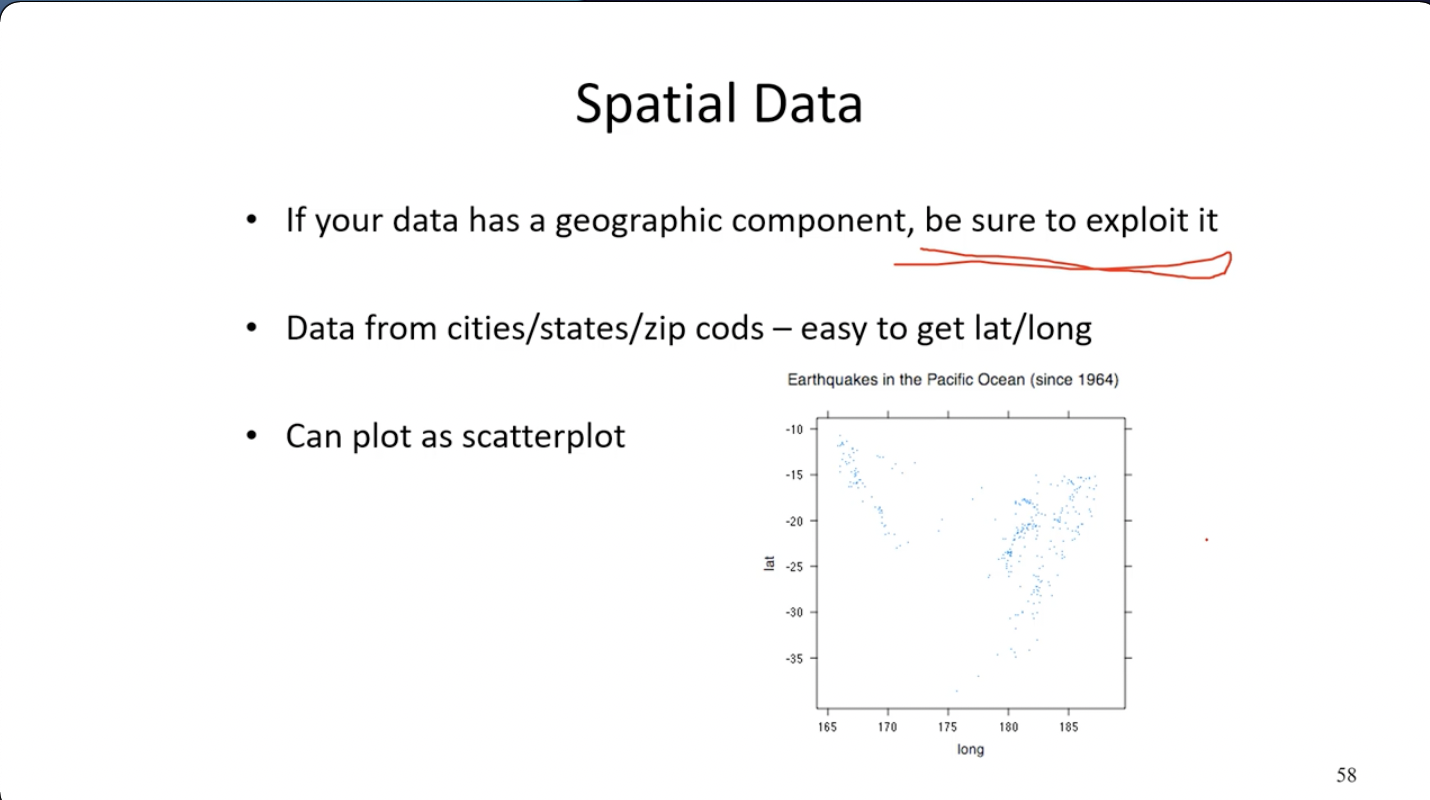 Spatial Data
• If your data has a geographic component, be sure to exploit it
• Data from cities/states/zip cods – easy to get lat/long
• Can plot as scatterplot
Earthquakes in the Pacific Ocean (since 1964)
-10
-15
-20
-25
-30
-35
lat
165 170 175 180 185
long
58